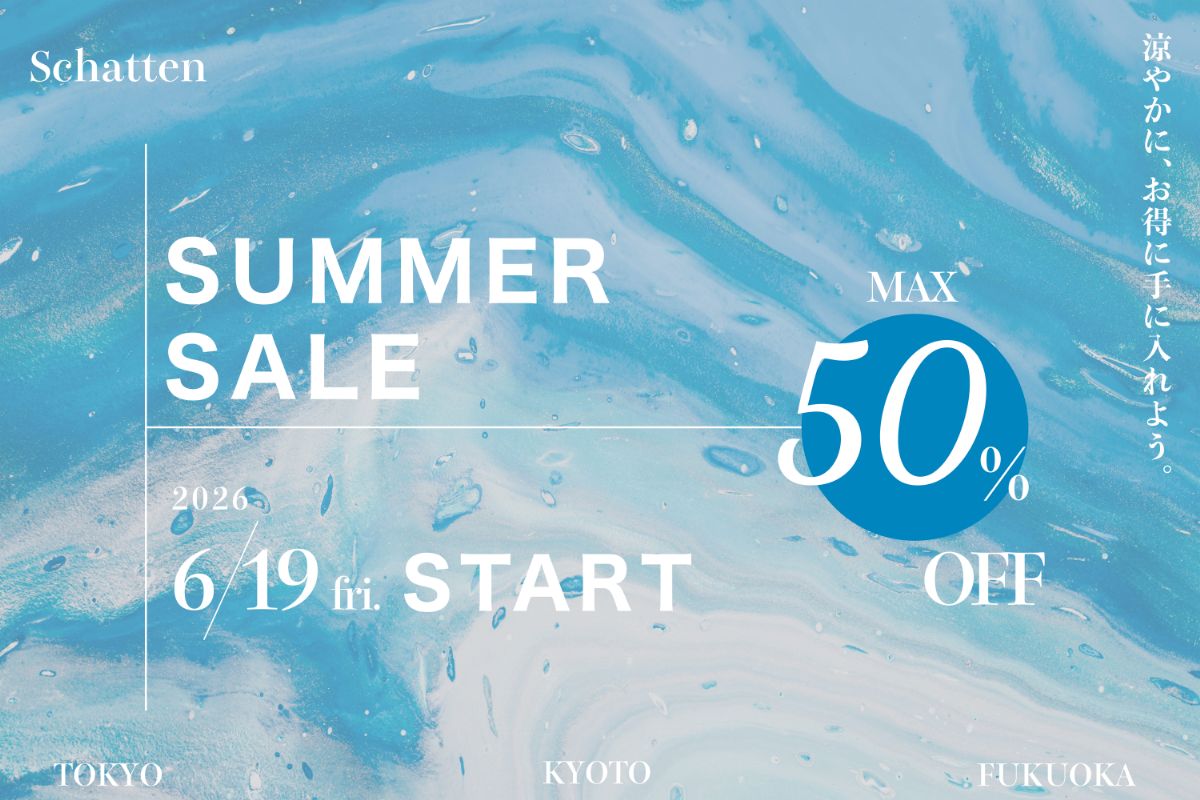 Schatten
涼やかに、お得に手に入れよう。
SUMMER
SALE
MAX
50%
OFF
2026
6/19 fri. START
TOKYO
KYOTO
FUKUOKA